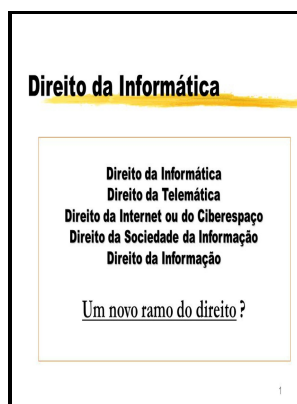 Direito da Informática
Direito da Informática
Direito da Telemática
Direito da Internet ou do Ciberespaço
Direito da Sociedade da Informação
Direito da Informação
Um novo ramo do direito ?
1